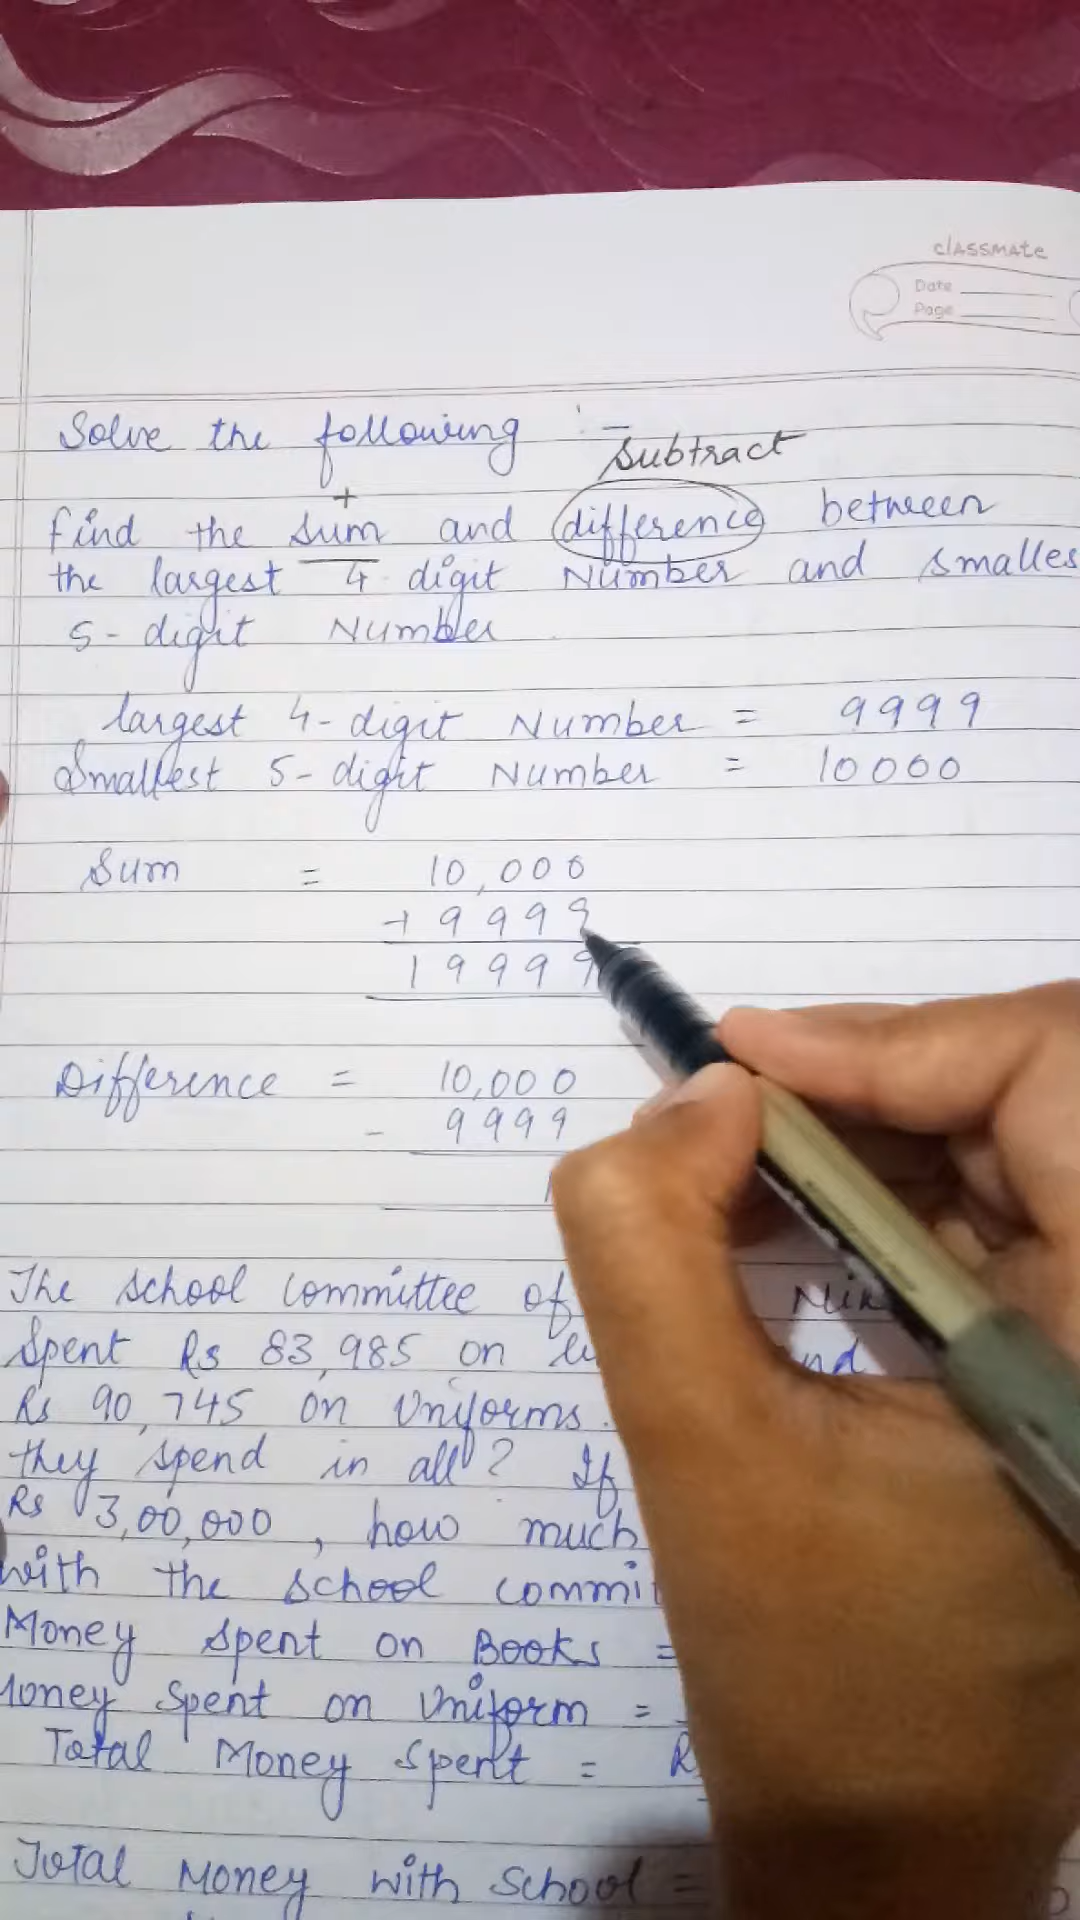 classmate
Date
Page
Solve the following :-
Subtract
+
Find the sum and difference between
the largest 4 digit Number and smalles
5-digit Number
largest 4-digit Number = 9999
Smallest 5-digit Number = 10000
Sum = 10,000
+ 9999
19999
Difference = 10,000
- 9999
1
The School Committee of
Spent Rs 83,985 on
Rs 90,745 on Uniforms.
they spend in all? If
Rs 3,00,000, how much
with the school
Money Spent on Books =
Money Spent on Uniform =
Total Money Spent =
Total Money with School =